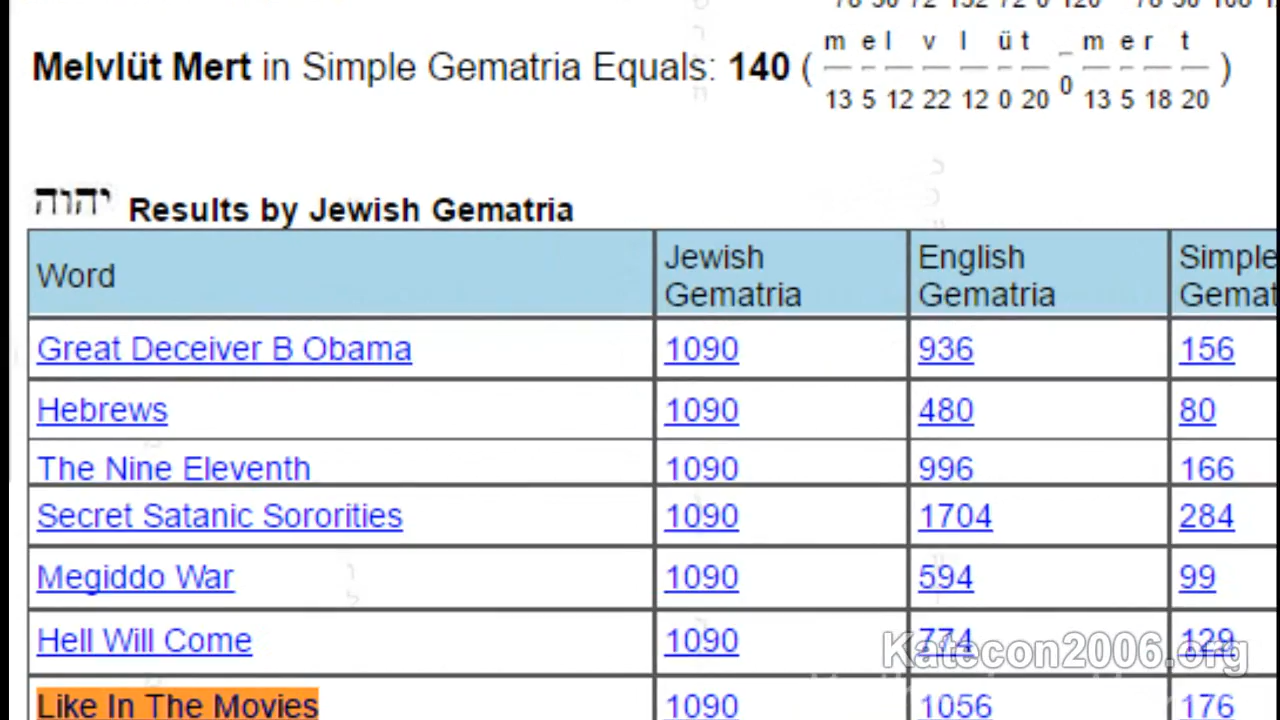 m e l v l ü t m e r t
Melvlüt Mert in Simple Gematria Equals: 140 ( )
13 5 12 22 12 0 20 0 13 5 18 20
יהוה Results by Jewish Gematria
Word Jewish Gematria English Gematria Simple
Great Deceiver B Obama 1090 936 156
Hebrews 1090 480 80
The Nine Eleventh 1090 996 166
Secret Satanic Sororities 1090 1704 284
Megiddo War 1090 594 99
Hell Will Come 1090 774 129
Katecon2006.org
Like In The Movies 1090 1056 176